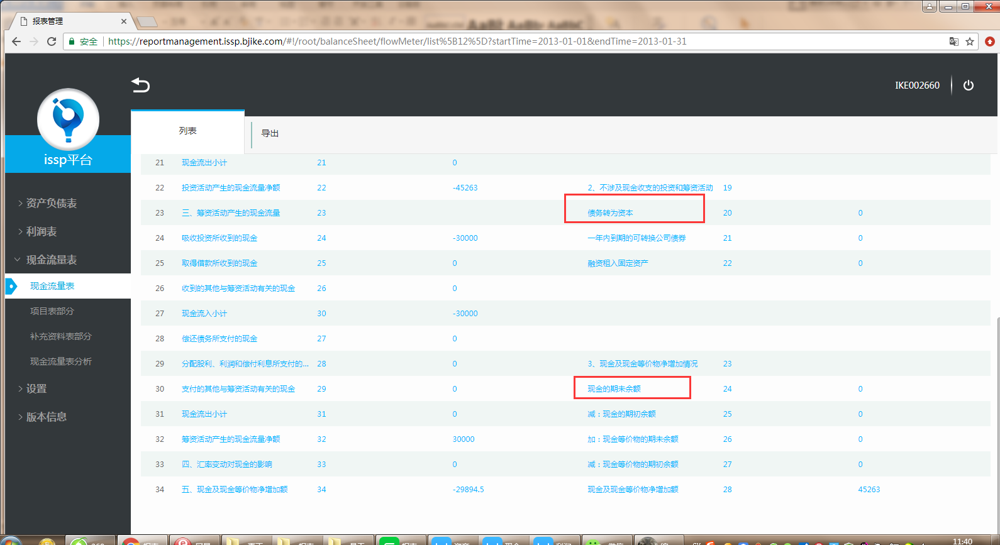 报表管理
安全 https://reportmanagement.issp.bjike.com/#!/root/balanceSheet/flowMeter/list%5B12%5D?startTime=2013-01-01&endTime=2013-01-31
IKE002660
issp平台
列表 导出
资产负债表
利润表
现金流量表
现金流量表
项目表部分
补充资料表部分
现金流量表分析
设置
版本信息
21 现金流出小计 21 0
22 投资活动产生的现金流量净额 22 -45263 2、不涉及现金收支的投资和筹资活动 19
23 三、筹资活动产生的现金流量 23 债务转为资本 20 0
24 吸收投资所收到的现金 24 -30000 一年内到期的可转换公司债券 21 0
25 取得借款所收到的现金 25 0 融资租入固定资产 22 0
26 收到的其他与筹资活动有关的现金 26 0
27 现金流入小计 30 -30000
28 偿还债务所支付的现金 27 0
29 分配股利、利润和偿付利息所支付的... 28 0 3、现金及现金等价物净增加情况 23
30 支付的其他与筹资活动有关的现金 29 0 现金的期末余额 24 0
31 现金流出小计 31 0 减：现金的期初余额 25 0
32 筹资活动产生的现金流量净额 32 30000 加：现金等价物的期末余额 26 0
33 四、汇率变动对现金的影响 33 0 减：现金等价物的期初余额 27 0
34 五、现金及现金等价物净增加额 34 -29894.5 现金及现金等价物净增加额 28 45263
11:40